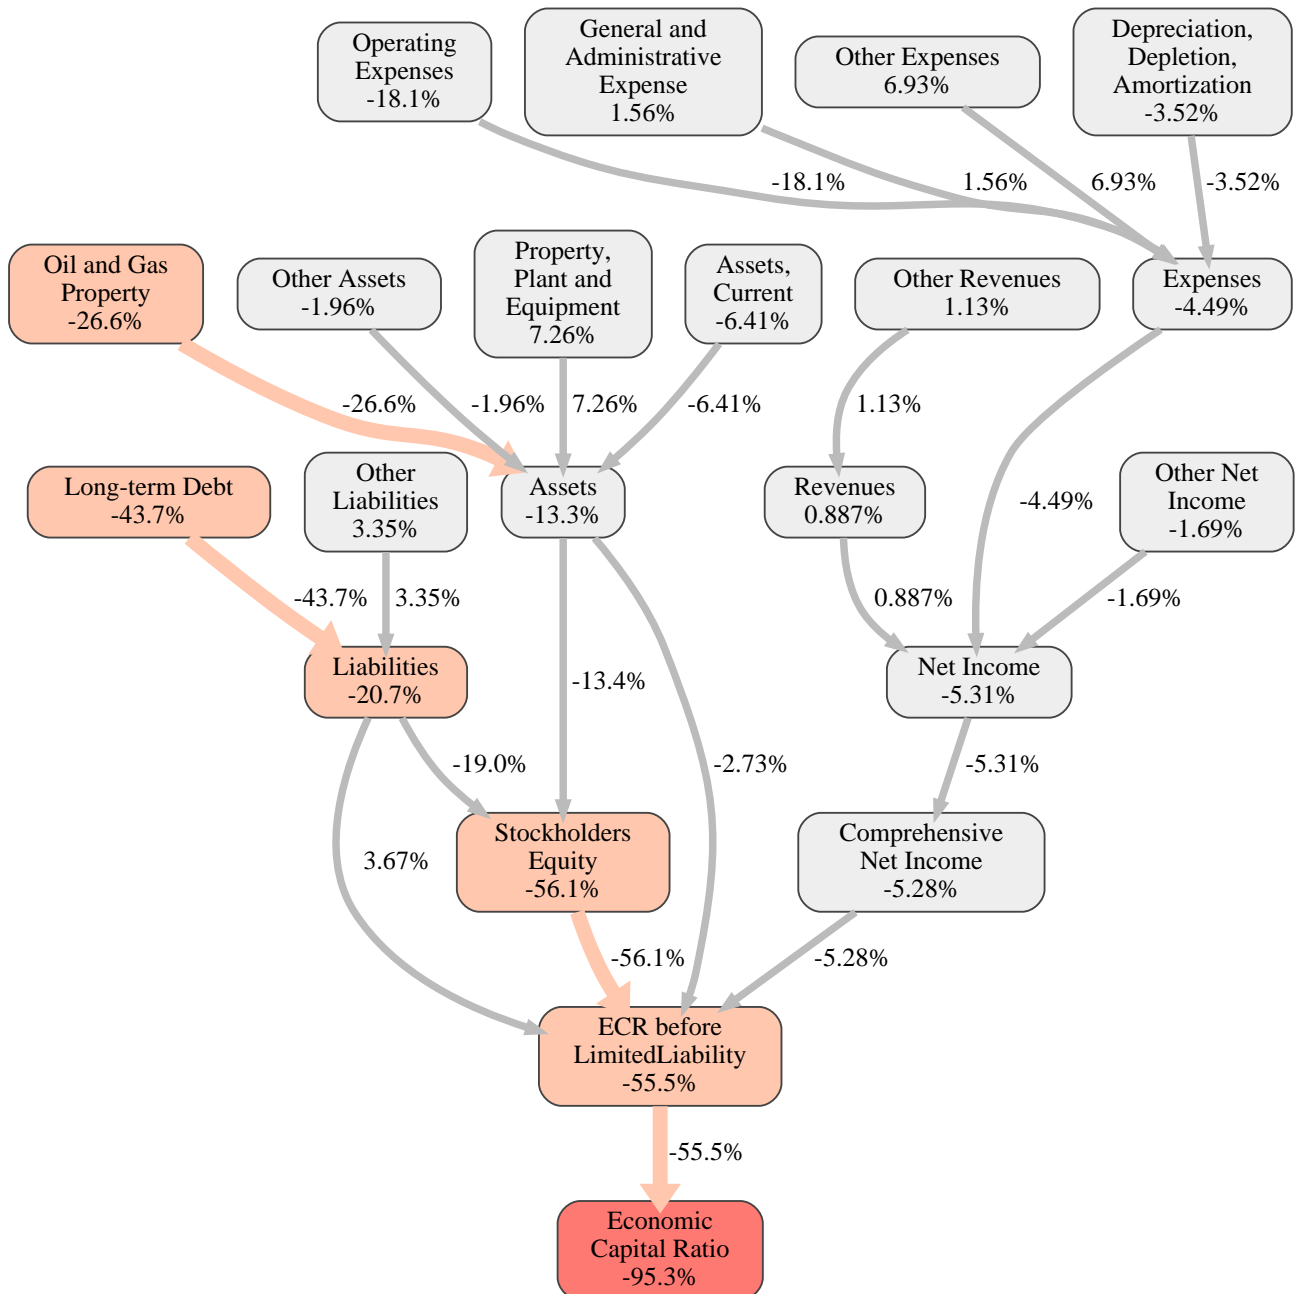 Operating
Expenses
-18.1%
General and
Administrative
Expense
1.56%
Other Expenses
6.93%
Depreciation,
Depletion,
Amortization
-3.52%
-18.1%
1.56%
6.93%
-3.52%
Oil and Gas
Property
-26.6%
Other Assets
-1.96%
Property,
Plant and
Equipment
7.26%
Assets,
Current
-6.41%
Other Revenues
1.13%
Expenses
-4.49%
-26.6%
-1.96%
7.26%
-6.41%
1.13%
Long-term Debt
-43.7%
Other
Liabilities
3.35%
Assets
-13.3%
Revenues
0.887%
-4.49%
Other Net
Income
-1.69%
-43.7%
3.35%
0.887%
-1.69%
Liabilities
-20.7%
-13.4%
Net Income
-5.31%
-19.0%
-2.73%
-5.31%
3.67%
Stockholders
Equity
-56.1%
Comprehensive
Net Income
-5.28%
-56.1%
-5.28%
ECR before
LimitedLiability
-55.5%
-55.5%
Economic
Capital Ratio
-95.3%